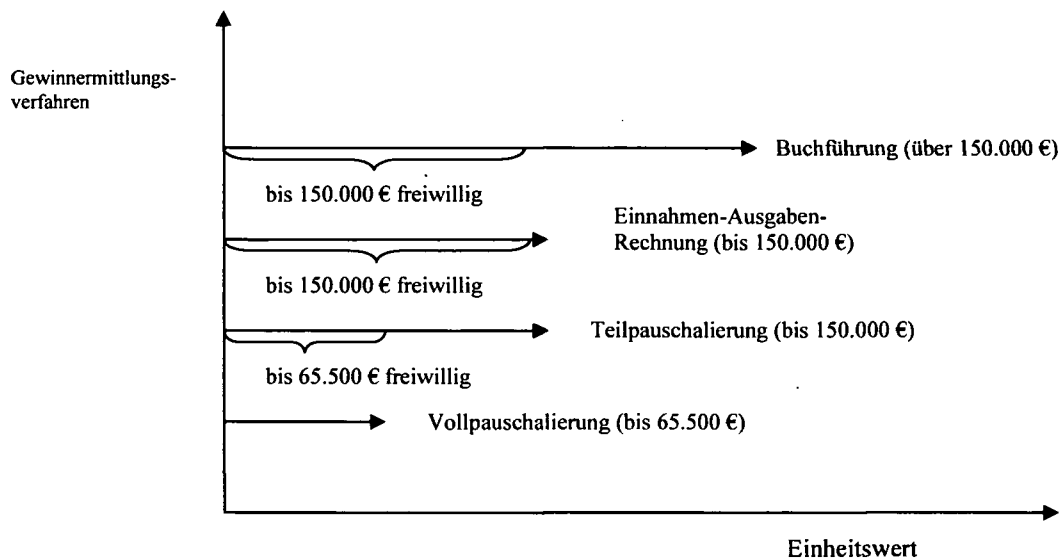 Gewinnermittlungs-
verfahren
Buchführung (über 150.000 €)
bis 150.000 € freiwillig
Einnahmen-Ausgaben-
Rechnung (bis 150.000 €)
bis 150.000 € freiwillig
Teilpauschalierung (bis 150.000 €)
bis 65.500 € freiwillig
Vollpauschalierung (bis 65.500 €)
Einheitswert